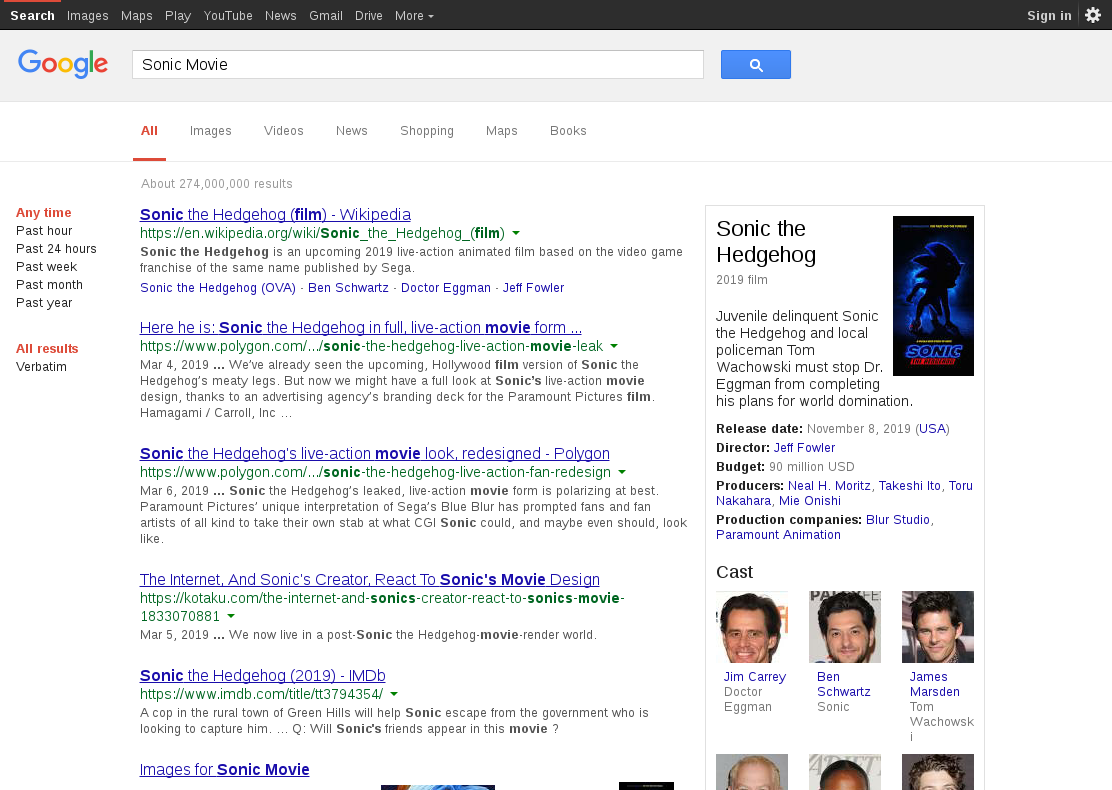 Search Images Maps Play YouTube News Gmail Drive More Sign in
Google
Sonic Movie
All Images Videos News Shopping Maps Books
About 274,000,000 results
Any time
Past hour
Past 24 hours
Past week
Past month
Past year
All results
Verbatim
Sonic the Hedgehog (film) - Wikipedia
https://en.wikipedia.org/wiki/Sonic_the_Hedgehog_(film)
Sonic the Hedgehog is an upcoming 2019 live-action animated film based on the video game
franchise of the same name published by Sega.
Sonic the Hedgehog (OVA) · Ben Schwartz · Doctor Eggman · Jeff Fowler
Here he is: Sonic the Hedgehog in full, live-action movie form ...
https://www.polygon.com/.../sonic-the-hedgehog-live-action-movie-leak
Mar 4, 2019 ... We've already seen the upcoming, Hollywood film version of Sonic the
Hedgehog's meaty legs. But now we might have a full look at Sonic's live-action movie
design, thanks to an advertising agency's branding deck for the Paramount Pictures film.
Hamagami / Carroll, Inc ...
Sonic the Hedgehog's live-action movie look, redesigned - Polygon
https://www.polygon.com/.../sonic-the-hedgehog-live-action-fan-redesign
Mar 6, 2019 ... Sonic the Hedgehog's leaked, live-action movie form is polarizing at best.
Paramount Pictures' unique interpretation of Sega's Blue Blur has prompted fans and fan
artists of all kind to take their own stab at what CGI Sonic could, and maybe even should, look
like.
The Internet, And Sonic's Creator, React To Sonic's Movie Design
https://kotaku.com/the-internet-and-sonics-creator-react-to-sonics-movie-
1833070881
Mar 5, 2019 ... We now live in a post-Sonic the Hedgehog-movie-render world.
Sonic the Hedgehog (2019) - IMDb
https://www.imdb.com/title/tt3794354/
A cop in the rural town of Green Hills will help Sonic escape from the government who is
looking to capture him. ... Q: Will Sonic's friends appear in this movie ?
Images for Sonic Movie
Sonic the
Hedgehog
2019 film
SONIC
THE HEDGEHOG
Juvenile delinquent Sonic
the Hedgehog and local
policeman Tom
Wachowski must stop Dr.
Eggman from completing
his plans for world domination.
Release date: November 8, 2019 (USA)
Director: Jeff Fowler
Budget: 90 million USD
Producers: Neal H. Moritz, Takeshi Ito, Toru
Nakahara, Mie Onishi
Production companies: Blur Studio,
Paramount Animation
Cast
Jim Carrey
Doctor
Eggman
Ben
Schwartz
Sonic
James
Marsden
Tom
Wachowsk
i